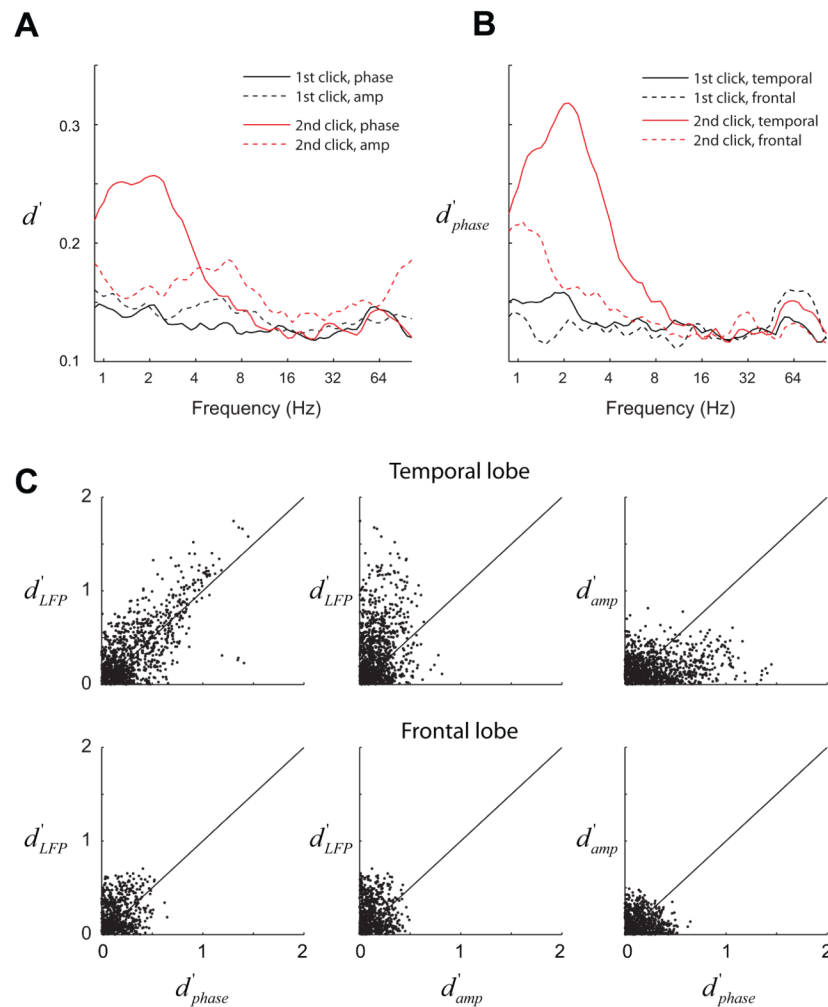 A
1st click, phase
1st click, amp
2nd click, phase
2nd click, amp
0.3
0.2
0.1
d'
1 2 4 8 16 32 64
Frequency (Hz)
B
1st click, temporal
1st click, frontal
2nd click, temporal
2nd click, frontal
d'phase
1 2 4 8 16 32 64
Frequency (Hz)
C
Temporal lobe
2
1
0
d'LFP
d'LFP
d'amp
Frontal lobe
2
1
0
d'LFP
d'LFP
d'amp
0 1 2 0 1 2 0 1 2
d'phase d'amp d'phase